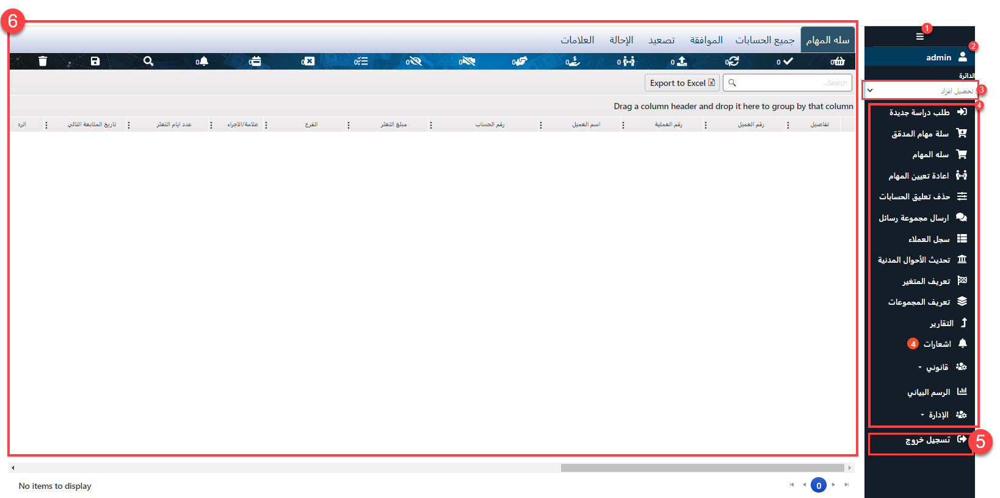 6
1
2
admin
الدائرة
تحصيل افراد
3
4
طلب دراسة جديدة
سلة مهام المدقق
سله المهام
اعادة تعيين المهام
حذف تعليق الحسابات
ارسال مجموعة رسائل
سجل العملاء
تحديث الأحوال المدنية
تعريف المتغير
تعريف المجموعات
التقارير
اشعارات 4
قانوني
الرسم البياني
الإدارة
تسجيل خروج
5
سله المهام جميع الحسابات الموافقة تصعيد الإحالة العلامات
0 0 0 0 0 0 0 0 0 0 0 0 0
Search...
Export to Excel
Drag a column header and drop it here to group by that column
تفاصيل رقم العميل رقم العملية اسم العميل رقم الحساب مبلغ التعثر الفرع علامة/الاجراء عدد ايام التعثر تاريخ المتابعة التالي الره
0
No items to display